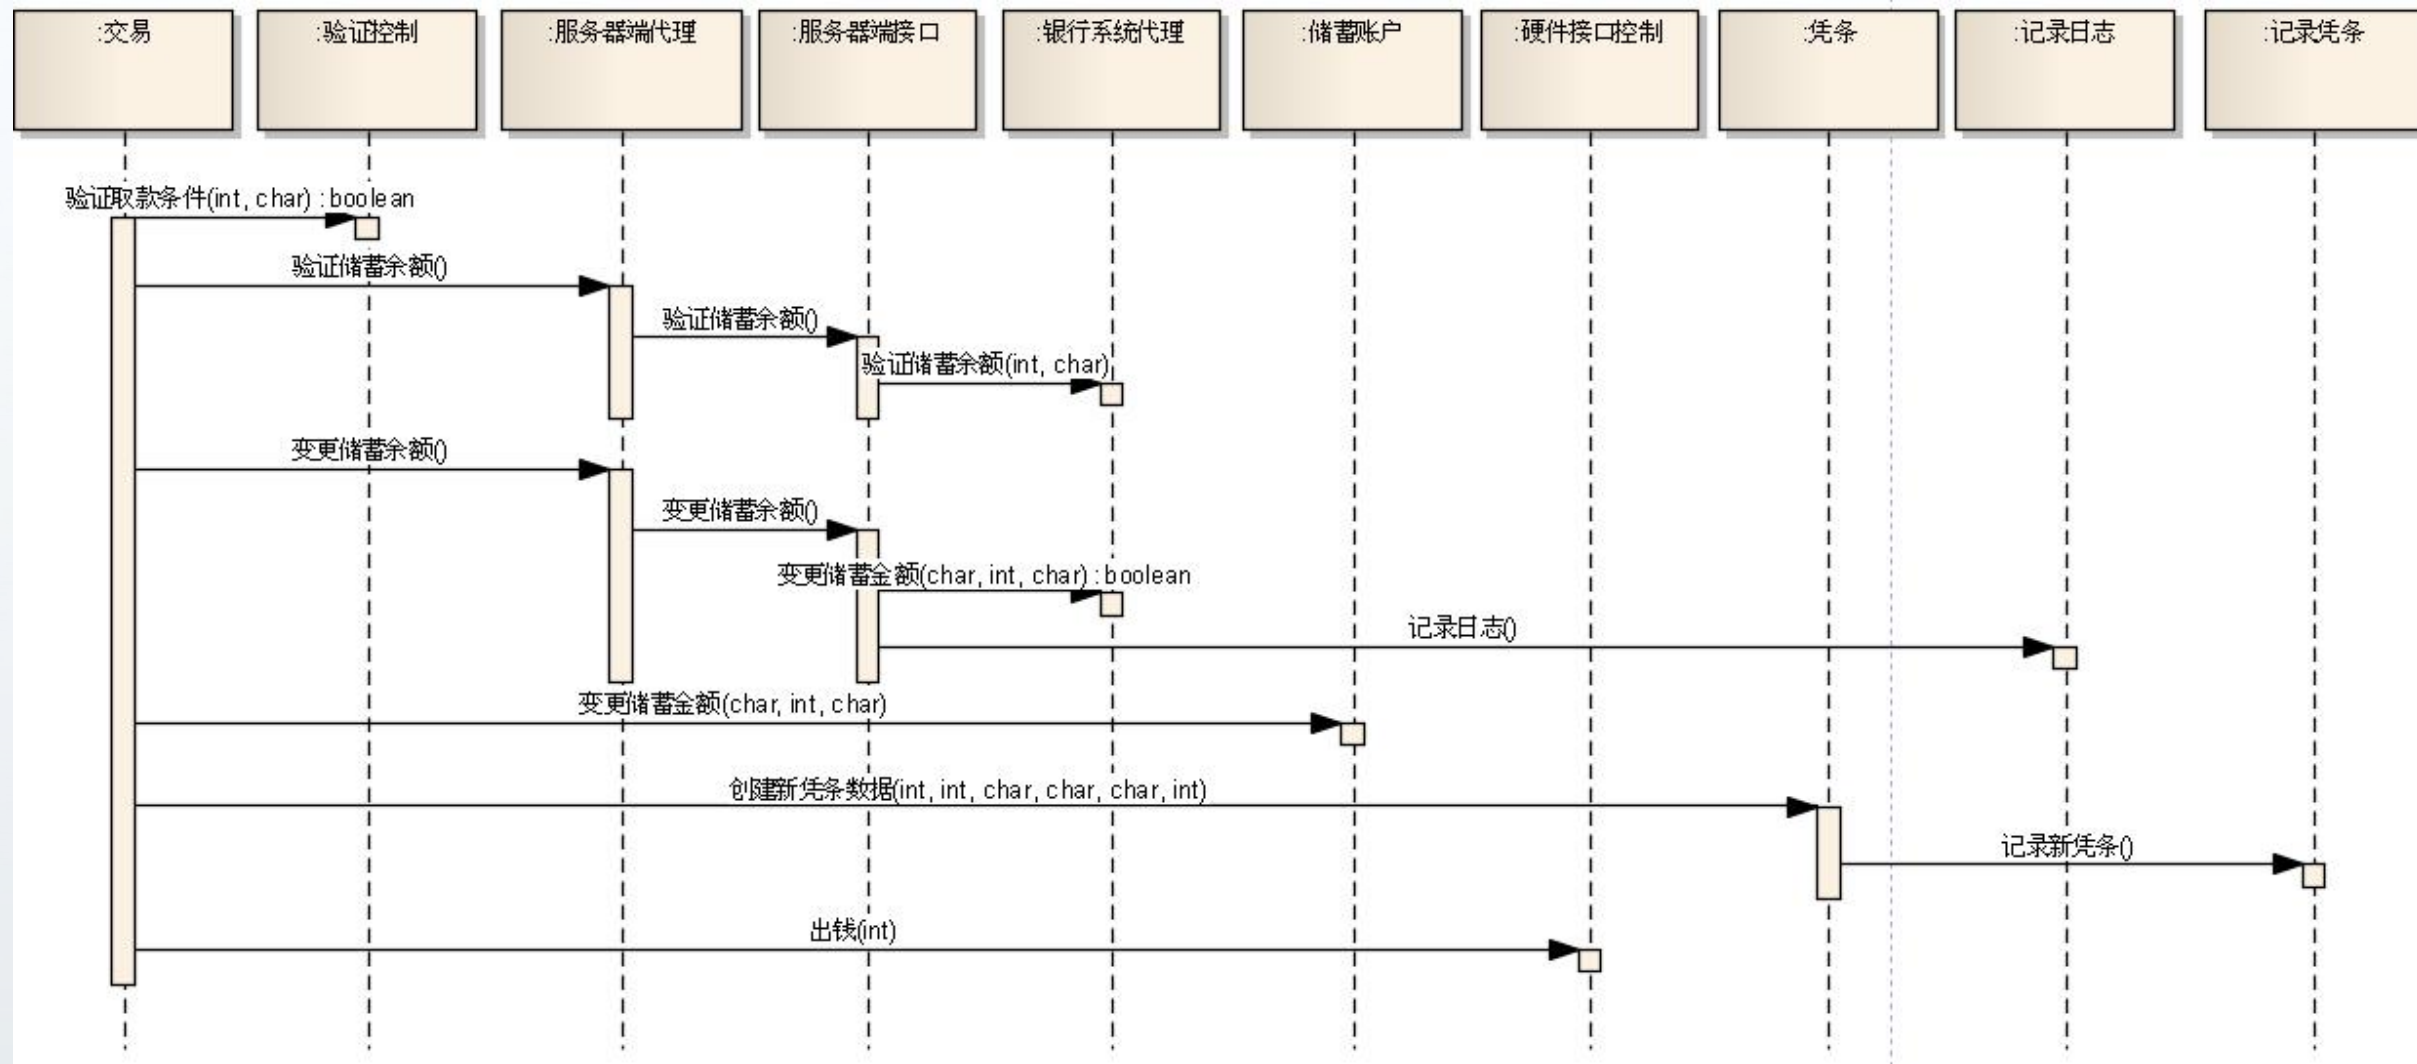 :交易
:验证控制
:服务器端代理
:服务器端接口
:银行系统代理
:储蓄账户
:硬件接口控制
:凭条
:记录日志
:记录凭条
验证取款条件(int, char) : boolean
验证储蓄余额()
验证储蓄余额()
验证储蓄余额(int, char)
变更储蓄余额()
变更储蓄余额()
变更储蓄金额(char, int, char) : boolean
记录日志()
变更储蓄金额(char, int, char)
创建新凭条数据(int, int, char, char, char, int)
记录新凭条()
出钱(int)